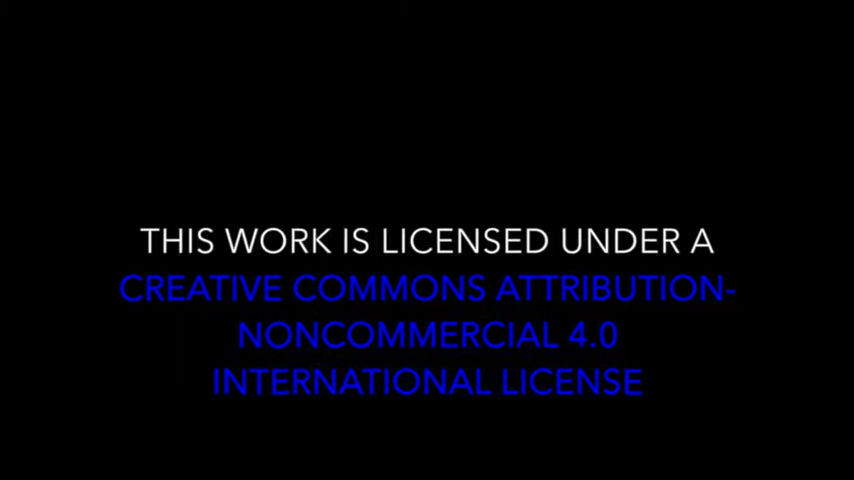 THIS WORK IS LICENSED UNDER A
CREATIVE COMMONS ATTRIBUTION-
NONCOMMERCIAL 4.0
INTERNATIONAL LICENSE